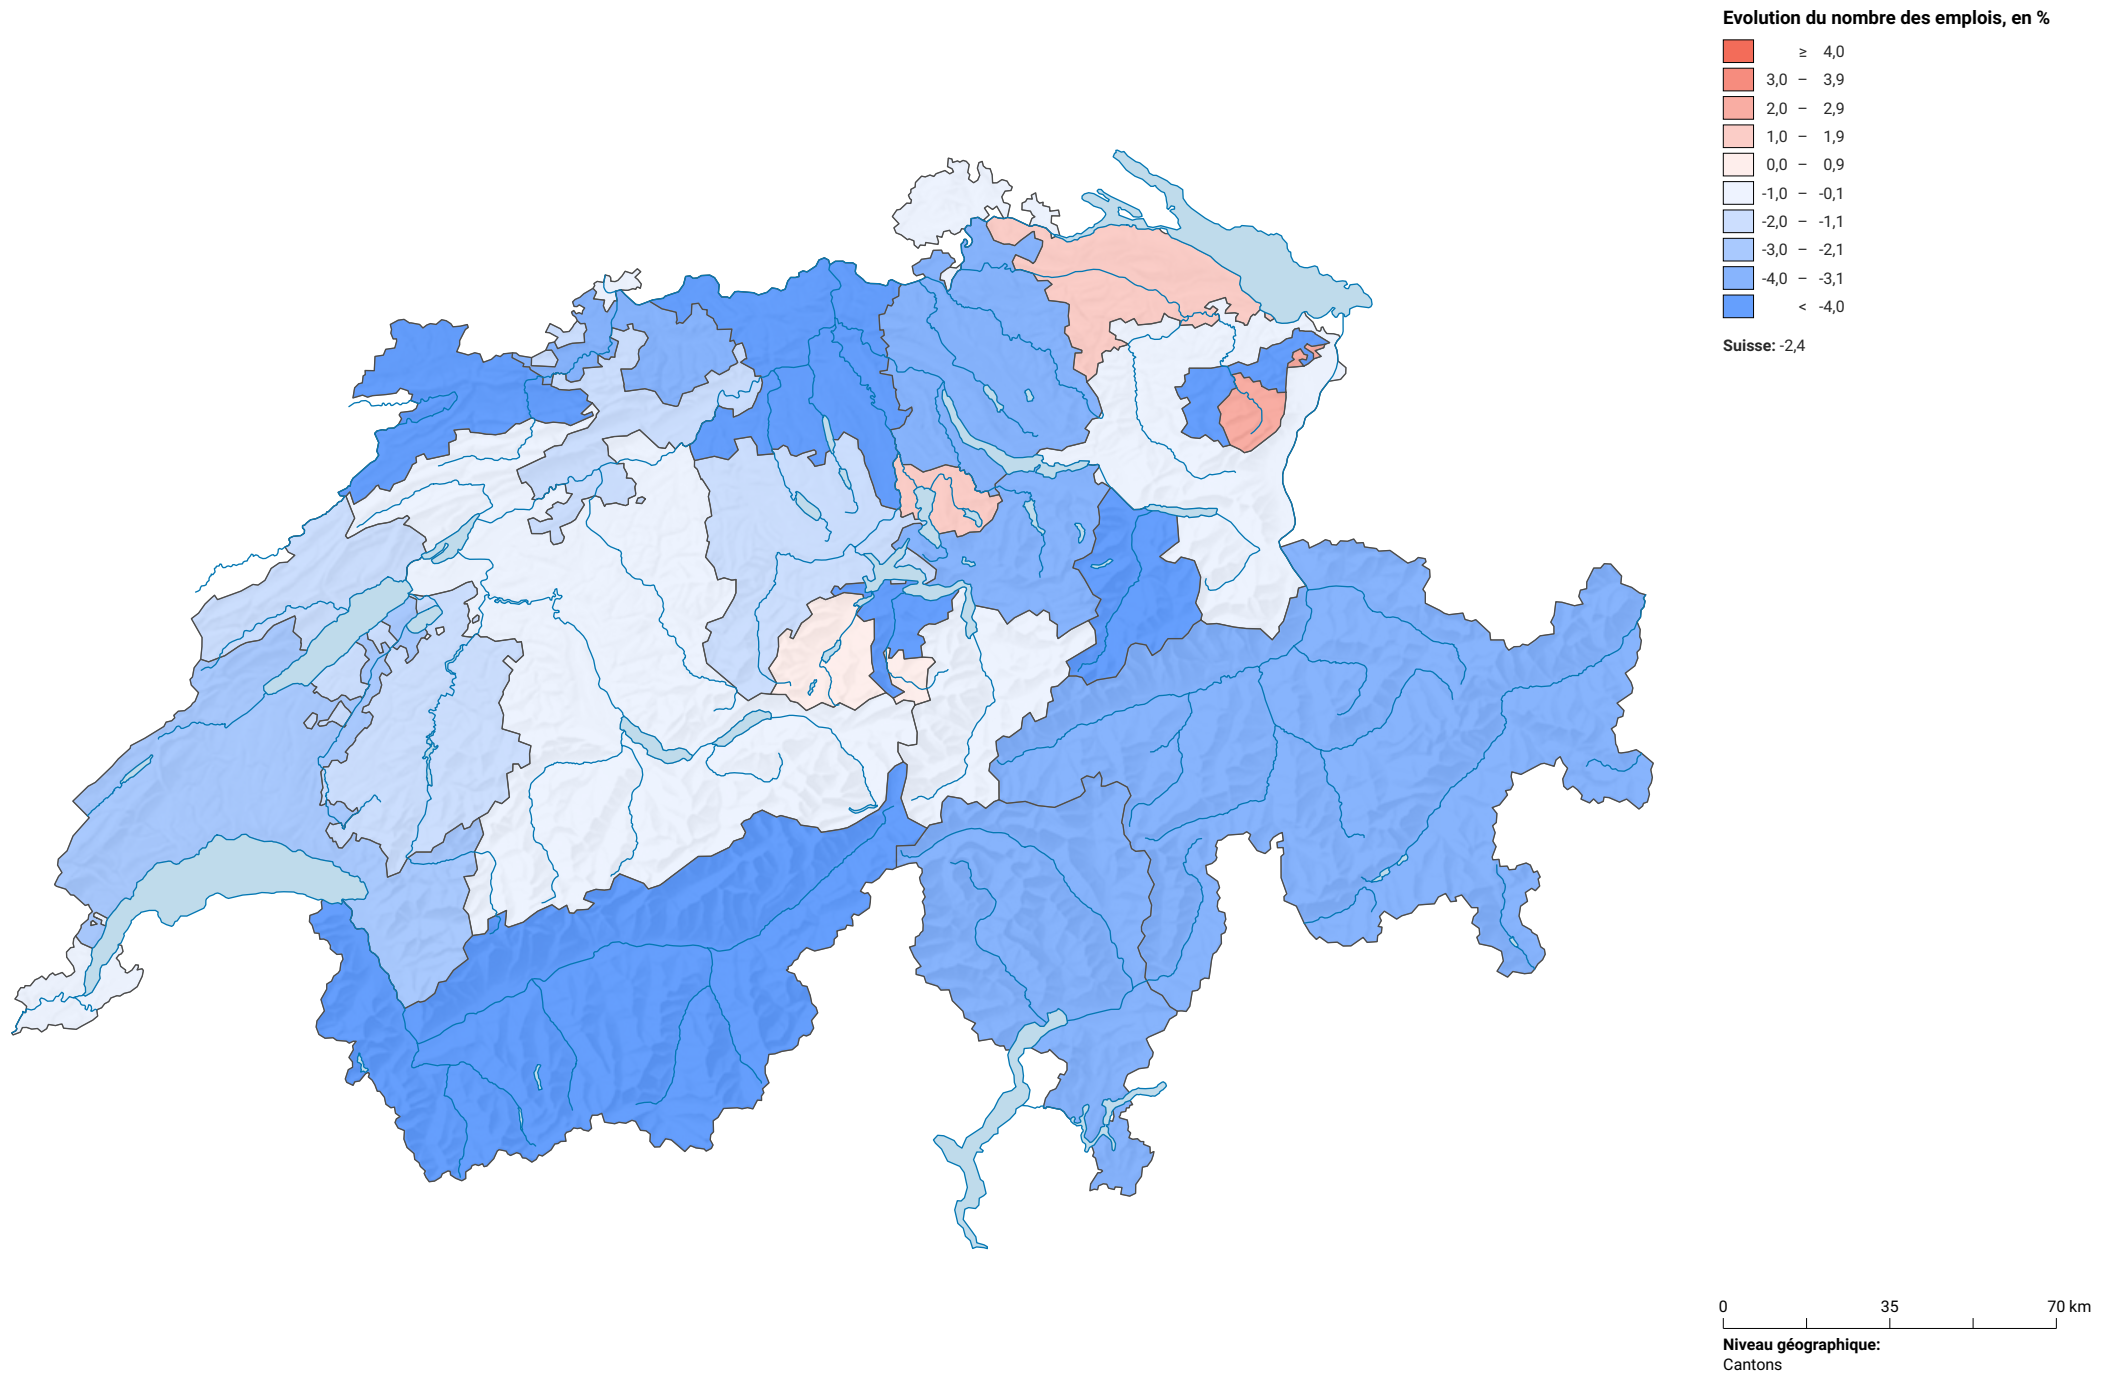 Evolution du nombre des emplois, en %
≥ 4,0
3,0 – 3,9
2,0 – 2,9
1,0 – 1,9
0,0 – 0,9
-1,0 – -0,1
-2,0 – -1,1
-3,0 – -2,1
-4,0 – -3,1
< -4,0
Suisse: -2,4
0 35 70 km
Niveau géographique:
Cantons